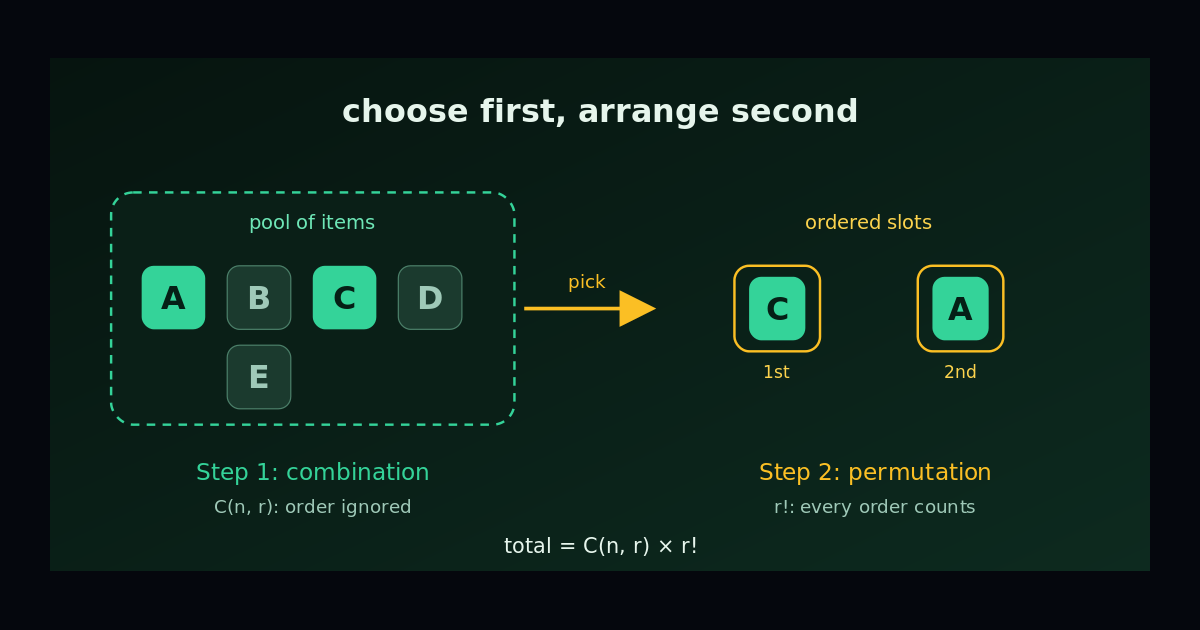 choose first, arrange second
pool of items
A B C D
E
pick
ordered slots
C A
1st 2nd
Step 1: combination
C(n, r): order ignored
Step 2: permutation
r!: every order counts
total = C(n, r) × r!